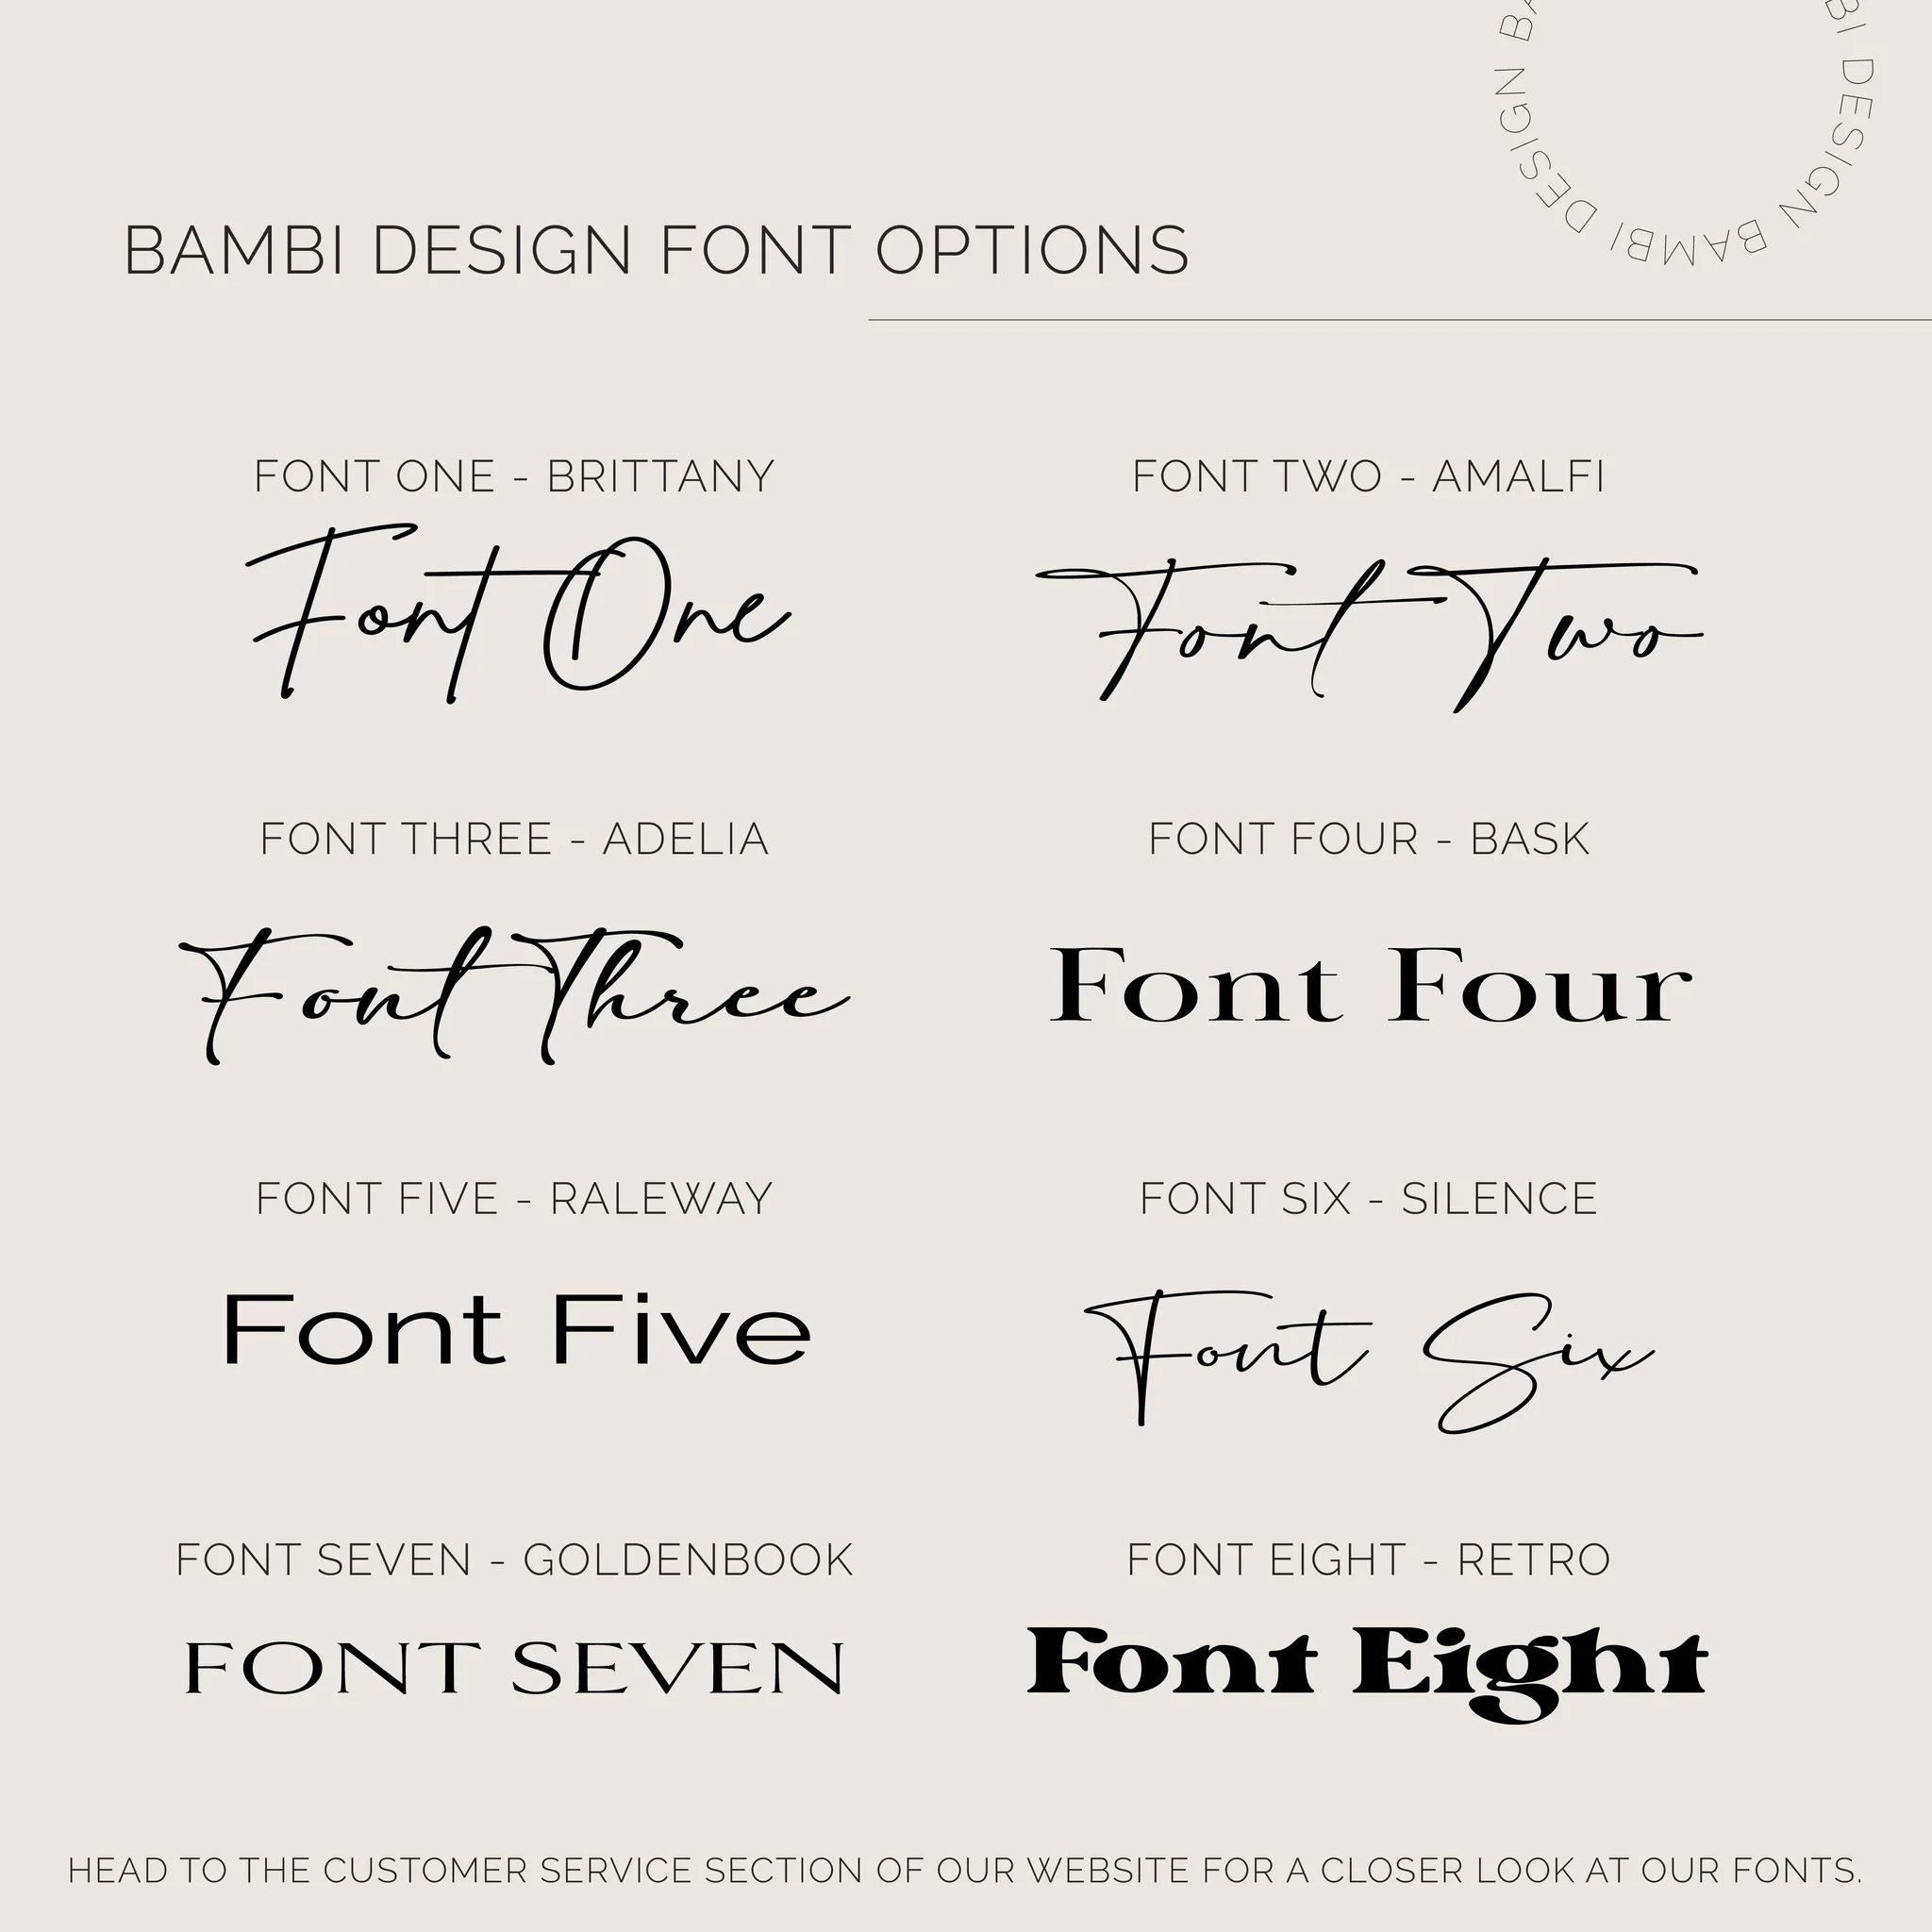 BAMBI DESIGN BAMBI DESIGN BA
BAMBI DESIGN FONT OPTIONS
FONT ONE - BRITTANY
Font One
FONT TWO - AMALFI
Font Two
FONT THREE - ADELIA
Font Three
FONT FOUR - BASK
Font Four
FONT FIVE - RALEWAY
Font Five
FONT SIX - SILENCE
Font Six
FONT SEVEN - GOLDENBOOK
FONT SEVEN
FONT EIGHT - RETRO
Font Eight
HEAD TO THE CUSTOMER SERVICE SECTION OF OUR WEBSITE FOR A CLOSER LOOK AT OUR FONTS.